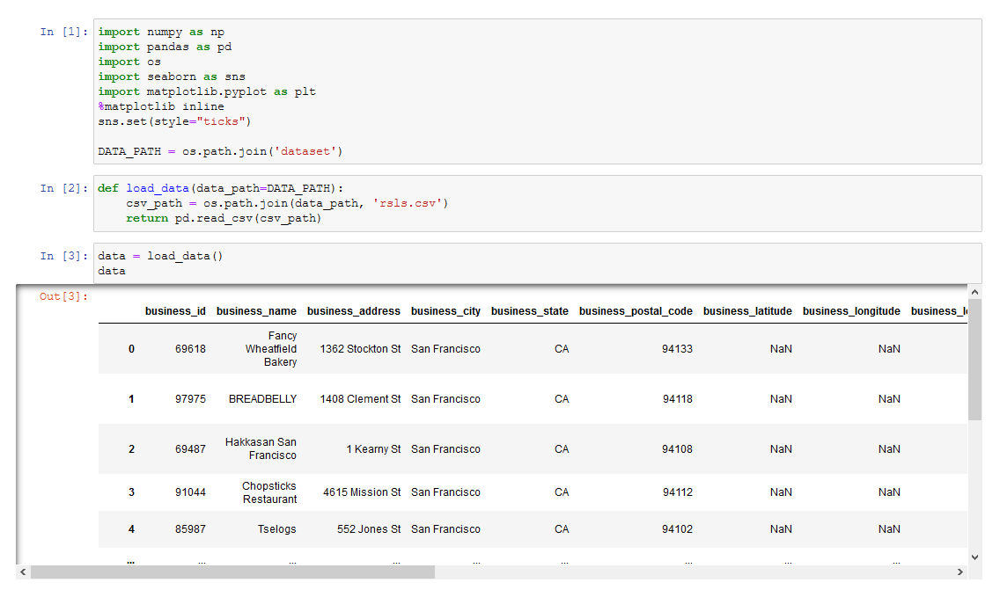 In [1]: import numpy as np
import pandas as pd
import os
import seaborn as sns
import matplotlib.pyplot as plt
%matplotlib inline
sns.set(style="ticks")
DATA_PATH = os.path.join('dataset')
In [2]: def load_data(data_path=DATA_PATH):
csv_path = os.path.join(data_path, 'rsls.csv')
return pd.read_csv(csv_path)
In [3]: data = load_data()
data
Out[3]:
business_id business_name business_address business_city business_state business_postal_code business_latitude business_longitude business_l
0 69618 Fancy Wheatfield Bakery 1362 Stockton St San Francisco CA 94133 NaN NaN
1 97975 BREADBELLY 1408 Clement St San Francisco CA 94118 NaN NaN
2 69487 Hakkasan San Francisco 1 Kearny St San Francisco CA 94108 NaN NaN
3 91044 Chopsticks Restaurant 4615 Mission St San Francisco CA 94112 NaN NaN
4 85987 Tselogs 552 Jones St San Francisco CA 94102 NaN NaN
... ... ... ... ... ... ... ... ...